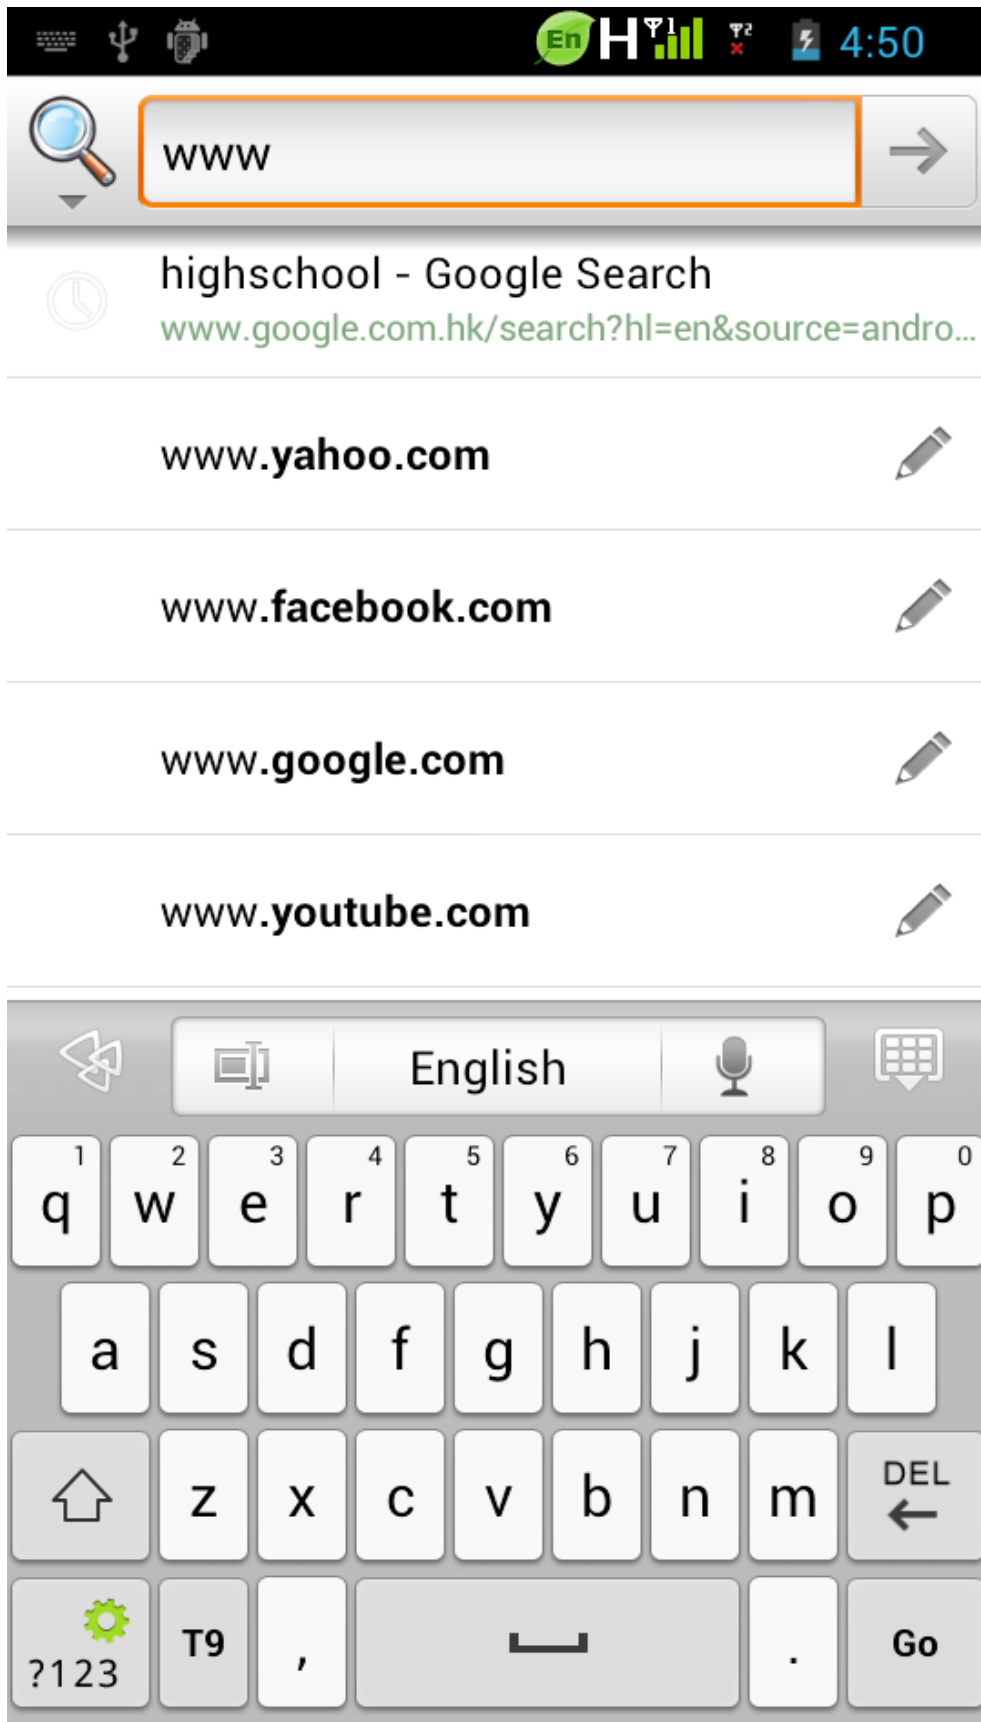 En H 1 2 4:50
www
highschool - Google Search
www.google.com.hk/search?hl=en&source=andro...
www.yahoo.com
www.facebook.com
www.google.com
www.youtube.com
English
1 2 3 4 5 6 7 8 9 0
q w e r t y u i o p
a s d f g h j k l
z x c v b n m DEL
?123 T9 , . Go